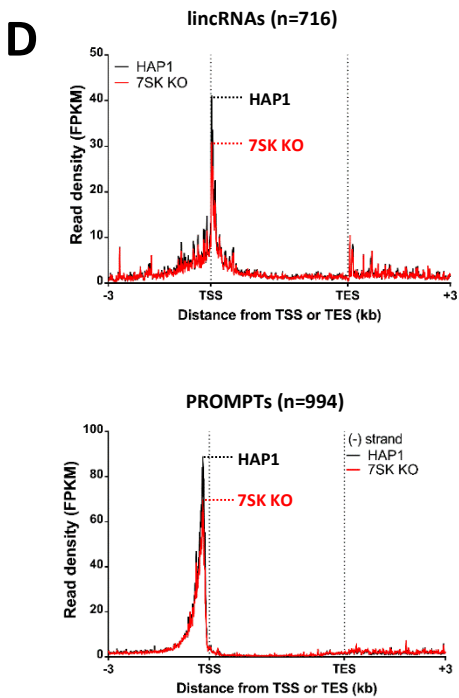 D
lincRNAs (n=716)
50
40
30
20
10
0
Read density (FPKM)
HAP1
7SK KO
HAP1
7SK KO
-3
TSS
TES
+3
Distance from TSS or TES (kb)
PROMPTs (n=994)
100
80
60
40
20
0
Read density (FPKM)
(-) strand
HAP1
7SK KO
HAP1
7SK KO
-3
TSS
TES
+3
Distance from TSS or TES (kb)